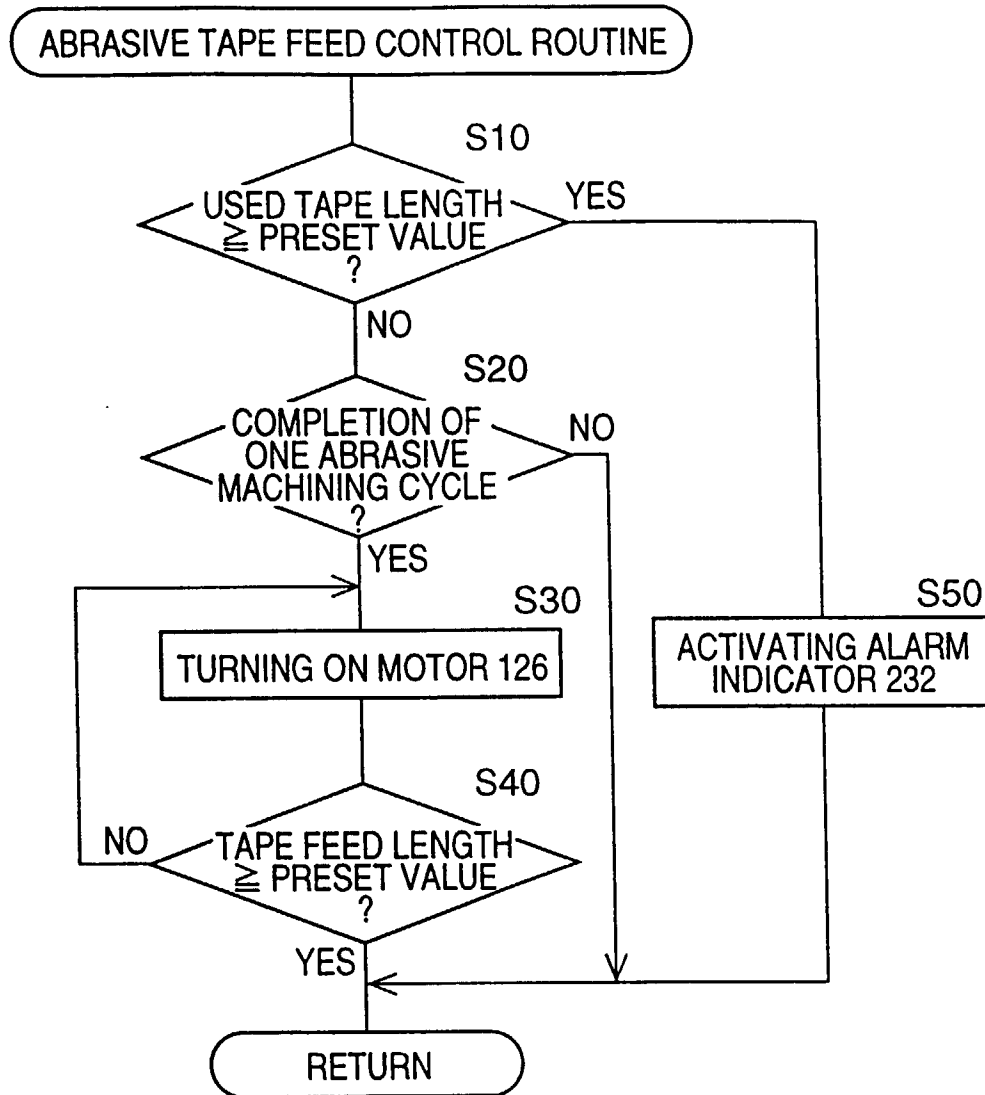 ABRASIVE TAPE FEED CONTROL ROUTINE
S10
USED TAPE LENGTH
≧ PRESET VALUE
?
YES
NO
S20
COMPLETION OF
ONE ABRASIVE
MACHINING CYCLE
?
NO
YES
S30
TURNING ON MOTOR 126
S50
ACTIVATING ALARM
INDICATOR 232
S40
TAPE FEED LENGTH
≧ PRESET VALUE
?
NO
YES
RETURN